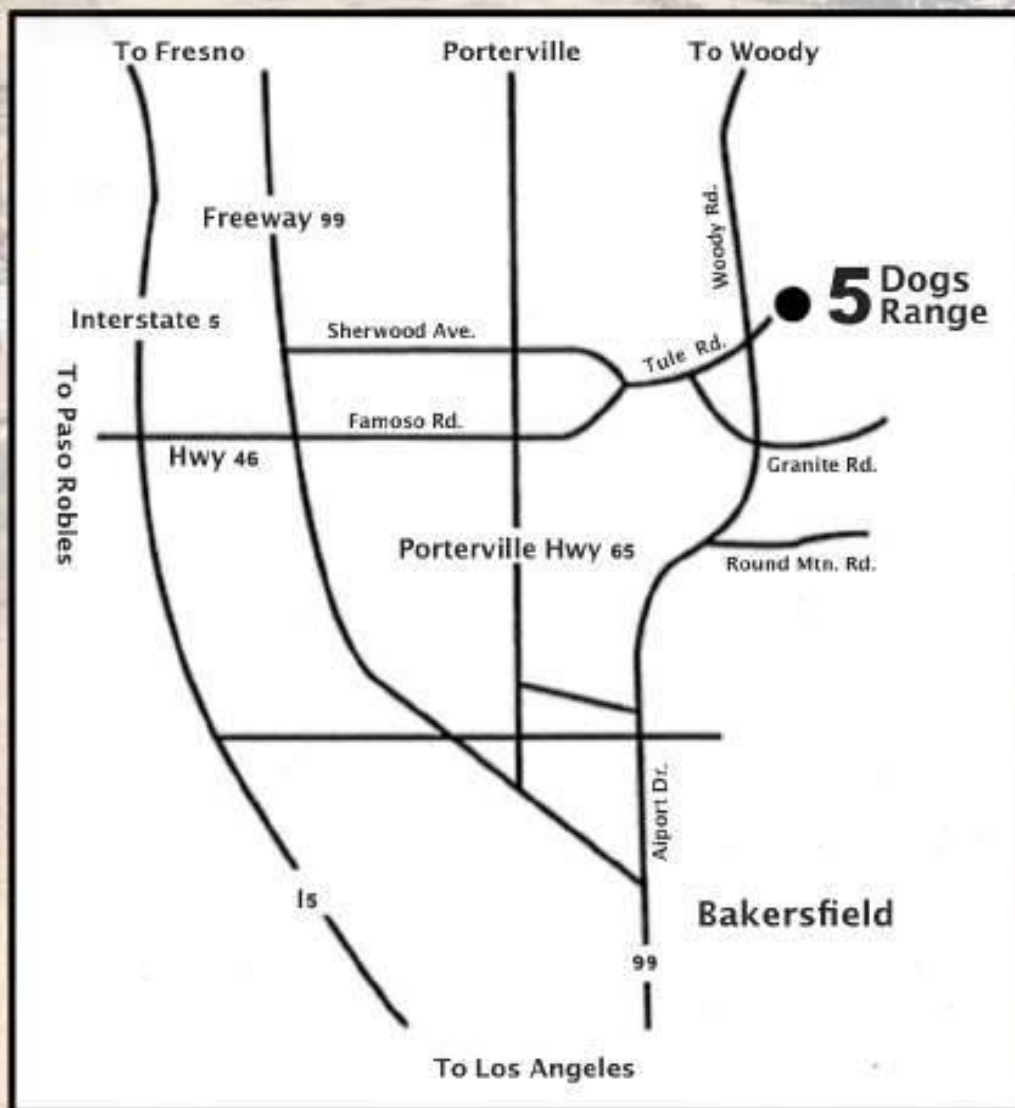 To Fresno
Porterville
To Woody
Freeway 99
Woody Rd.
5 Dogs
Range
Interstate 5
Sherwood Ave.
Tule Rd.
To Paso Robles
Famoso Rd.
Hwy 46
Granite Rd.
Porterville Hwy 65
Round Mtn. Rd.
Aiport Dr.
I5
Bakersfield
99
To Los Angeles